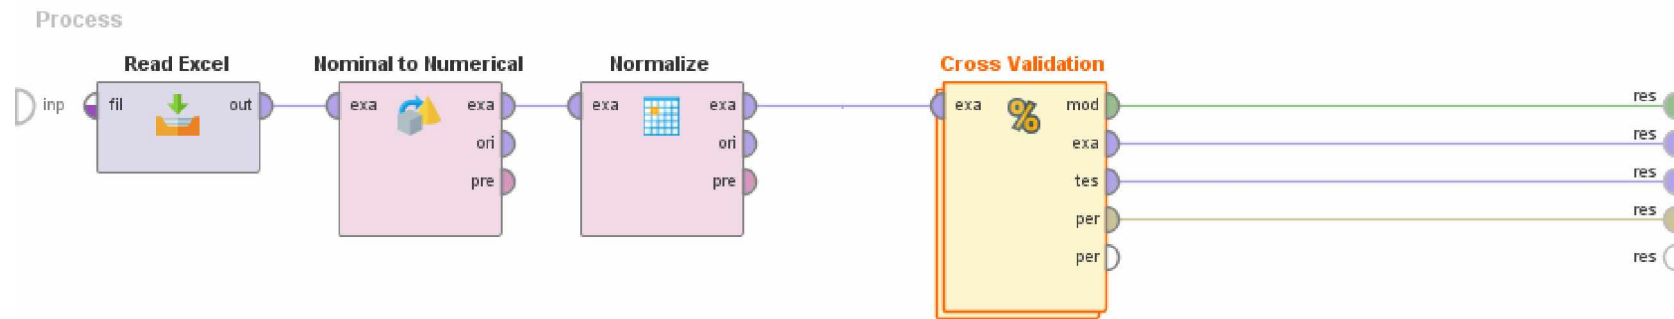 Process
Read Excel Nominal to Numerical Normalize Cross Validation
inp fil out exa exa exa exa exa mod res
ori ori exa res
pre pre tes res
per res
per res